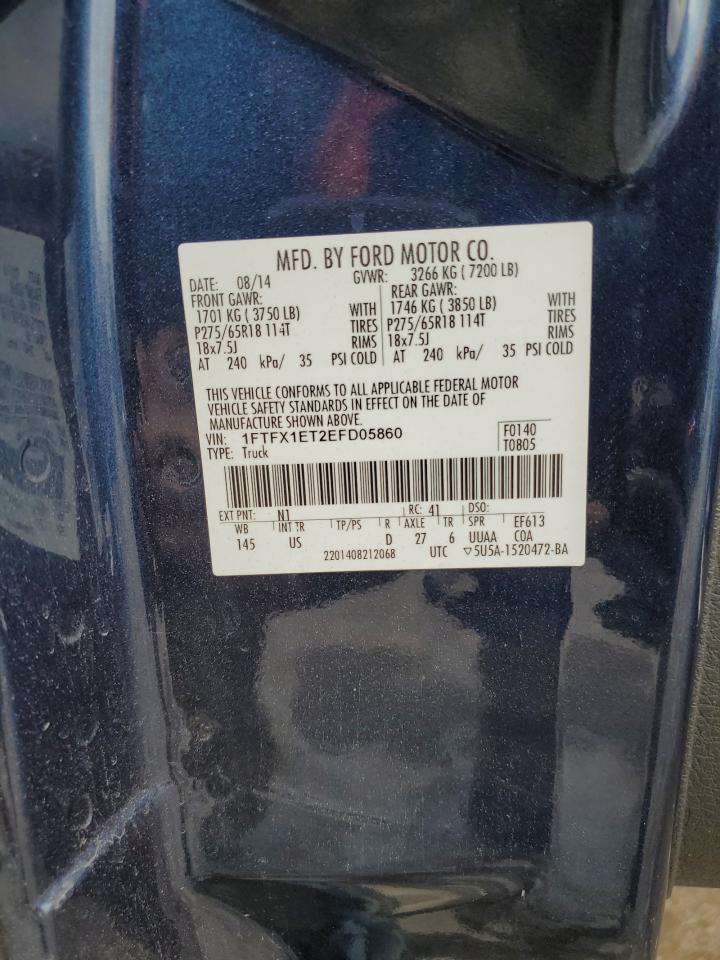 MFD. BY FORD MOTOR CO.
DATE: 08/14 GVWR: 3266 KG ( 7200 LB)
FRONT GAWR: REAR GAWR:
1701 KG ( 3750 LB) WITH 1746 KG ( 3850 LB) WITH
P275/65R18 114T TIRES P275/65R18 114T TIRES
18x7.5J RIMS 18x7.5J RIMS
AT 240 kPa/ 35 PSI COLD AT 240 kPa/ 35 PSI COLD
THIS VEHICLE CONFORMS TO ALL APPLICABLE FEDERAL MOTOR
VEHICLE SAFETY STANDARDS IN EFFECT ON THE DATE OF
MANUFACTURE SHOWN ABOVE.
VIN: 1FTFX1ET2EFD05860 F0140
TYPE: Truck T0805
EXT PNT: N1 RC: 41 DSO:
WB INT TR TP/PS R AXLE TR SPR EF613
145 US D 27 6 UUAA COA
2201408212068 UTC ▽5U5A-1520472-BA